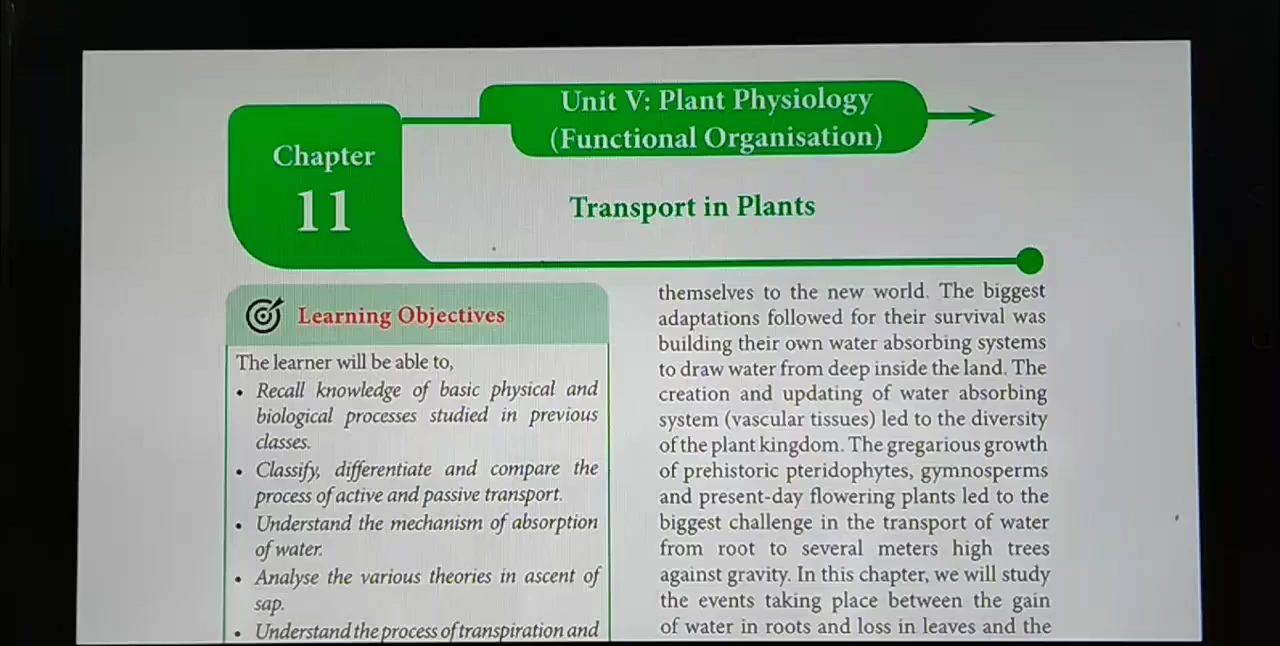 Unit V: Plant Physiology
(Functional Organisation)
Chapter
11
Transport in Plants
Learning Objectives
The learner will be able to,
• Recall knowledge of basic physical and
biological processes studied in previous
classes.
• Classify, differentiate and compare the
process of active and passive transport.
• Understand the mechanism of absorption
of water.
• Analyse the various theories in ascent of
sap.
• Understand the process of transpiration and
themselves to the new world. The biggest
adaptations followed for their survival was
building their own water absorbing systems
to draw water from deep inside the land. The
creation and updating of water absorbing
system (vascular tissues) led to the diversity
of the plant kingdom. The gregarious growth
of prehistoric pteridophytes, gymnosperms
and present-day flowering plants led to the
biggest challenge in the transport of water
from root to several meters high trees
against gravity. In this chapter, we will study
the events taking place between the gain
of water in roots and loss in leaves and the